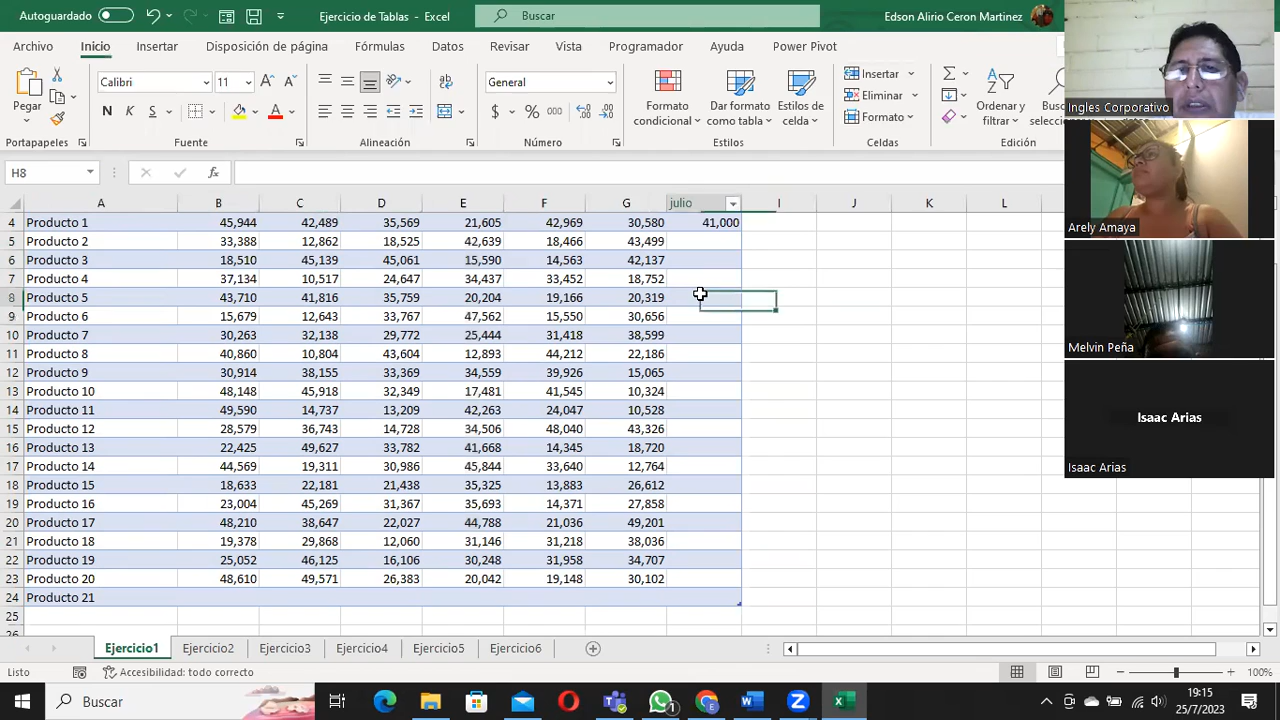 Autoguardado
Ejercicio de Tablas - Excel
Buscar
Edson Alirio Ceron Martinez
Archivo Inicio Insertar Disposición de página Fórmulas Datos Revisar Vista Programador Ayuda Power Pivot
Pegar
Calibri 11
N K S
General
$ % 000
Formato condicional
Dar formato como tabla
Estilos de celda
Insertar
Eliminar
Formato
Ordenar y filtrar
Portapapeles Fuente Alineación Número Estilos Celdas Edición
H8
A B C D E F G julio I J K L
4 Producto 1 45,944 42,489 35,569 21,605 42,969 30,580 41,000
5 Producto 2 33,388 12,862 18,525 42,639 18,466 43,499
6 Producto 3 18,510 45,139 45,061 15,590 14,563 42,137
7 Producto 4 37,134 10,517 24,647 34,437 33,452 18,752
8 Producto 5 43,710 41,816 35,759 20,204 19,166 20,319
9 Producto 6 15,679 12,643 33,767 47,562 15,550 30,656
10 Producto 7 30,263 32,138 29,772 25,444 31,418 38,599
11 Producto 8 40,860 10,804 43,604 12,893 44,212 22,186
12 Producto 9 30,914 38,155 33,369 34,559 39,926 15,065
13 Producto 10 48,148 45,918 32,349 17,481 41,545 10,324
14 Producto 11 49,590 14,737 13,209 42,263 24,047 10,528
15 Producto 12 28,579 36,743 14,728 34,506 48,040 43,326
16 Producto 13 22,425 49,627 33,782 41,668 14,345 18,720
17 Producto 14 44,569 19,311 30,986 45,844 33,640 12,764
18 Producto 15 18,633 22,181 21,438 35,325 13,883 26,612
19 Producto 16 23,004 45,269 31,367 35,693 14,371 27,858
20 Producto 17 48,210 38,647 22,027 44,788 21,036 49,201
21 Producto 18 19,378 29,868 12,060 31,146 31,218 38,036
22 Producto 19 25,052 46,125 16,106 30,248 31,958 34,707
23 Producto 20 48,610 49,571 26,383 20,042 19,148 30,102
24 Producto 21
25
Ejercicio1 Ejercicio2 Ejercicio3 Ejercicio4 Ejercicio5 Ejercicio6
Listo
Accesibilidad: todo correcto
100%
Buscar
19:15
25/7/2023
Ingles Corporativo
Arely Amaya
Melvin Peña
Isaac Arias
Isaac Arias